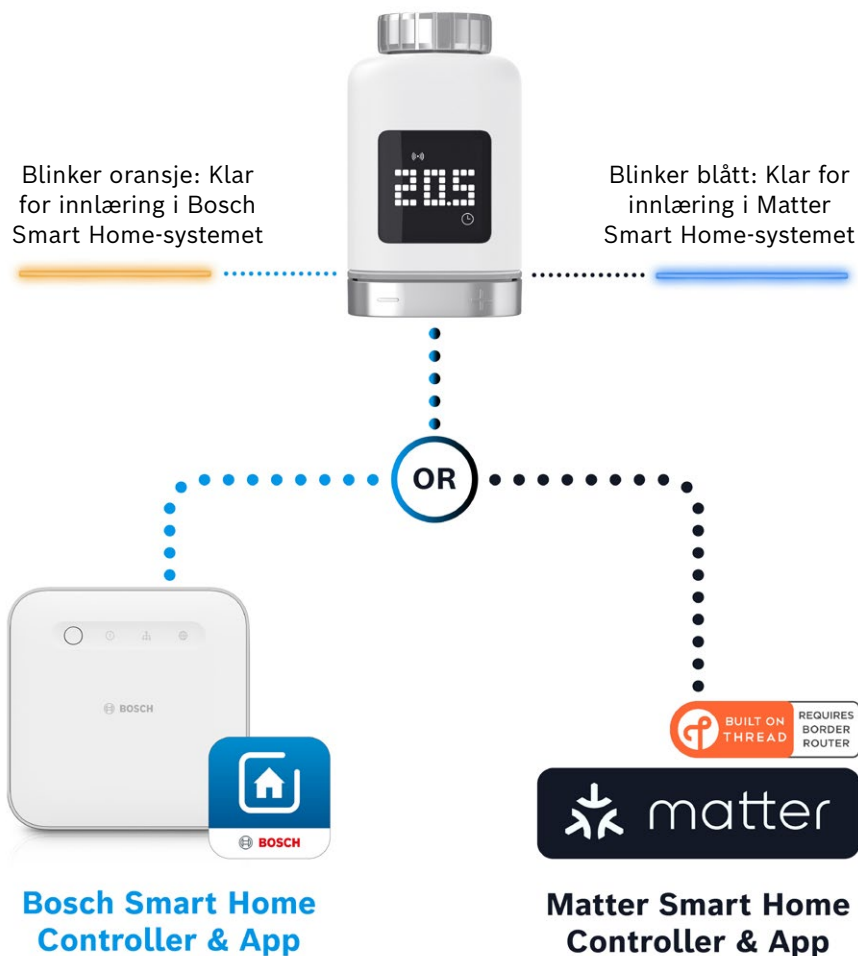 20.5
Blinker oransje: Klar
for innlæring i Bosch
Smart Home-systemet
Blinker blått: Klar for
innlæring i Matter
Smart Home-systemet
OR
BOSCH
BUILT ON
THREAD
REQUIRES
BORDER
ROUTER
matter
BOSCH
Bosch Smart Home
Controller & App
Matter Smart Home
Controller & App